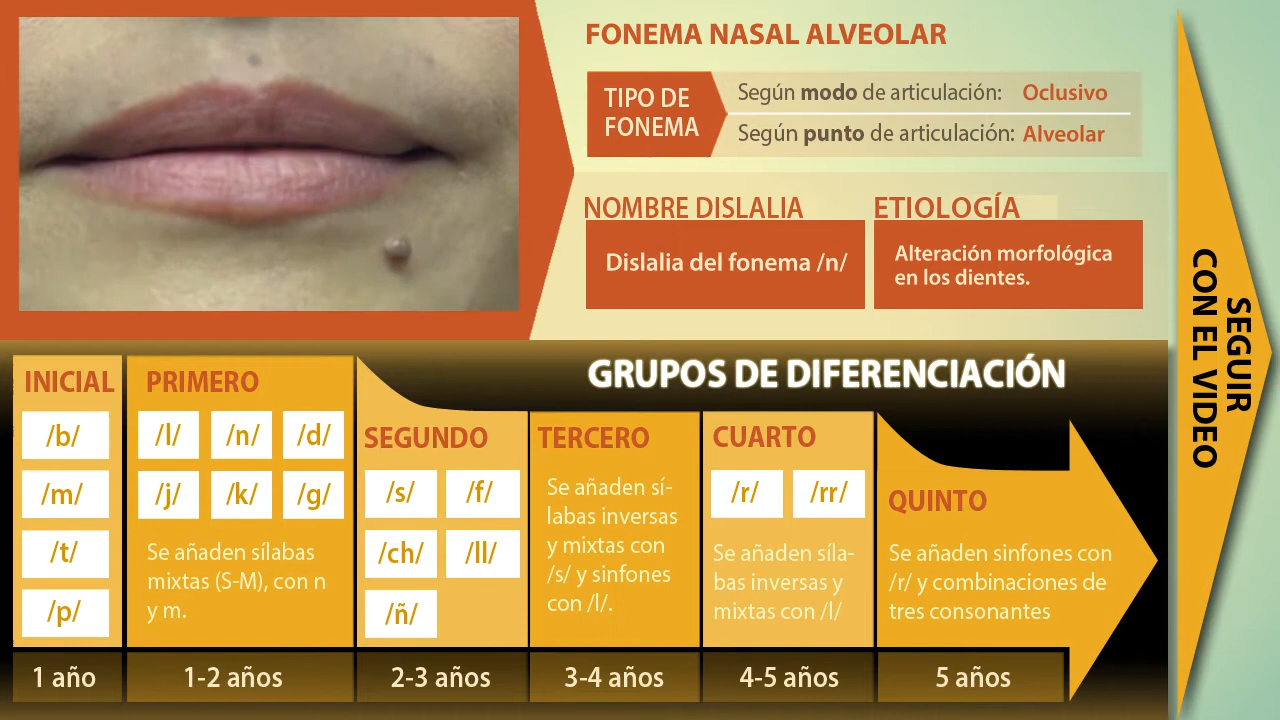 FONEMA NASAL ALVEOLAR
TIPO DE
FONEMA
Según modo de articulación: Oclusivo
Según punto de articulación: Alveolar
NOMBRE DISLALIA
Dislalia del fonema /n/
ETIOLOGÍA
Alteración morfológica
en los dientes.
SEGUIR
CON EL VIDEO
GRUPOS DE DIFERENCIACIÓN
INICIAL
/b/
/m/
/t/
/p/
1 año
PRIMERO
/l/ /n/ /d/
/j/ /k/ /g/
Se añaden sílabas
mixtas (S-M), con n
y m.
1-2 años
SEGUNDO
/s/ /f/
/ch/ /ll/
/ñ/
2-3 años
TERCERO
Se añaden sí-
labas inversas
y mixtas con
/s/ y sinfones
con /l/.
3-4 años
CUARTO
/r/ /rr/
Se añaden síla-
bas inversas y
mixtas con /l/
4-5 años
QUINTO
Se añaden sinfones con
/r/ y combinaciones de
tres consonantes
5 años